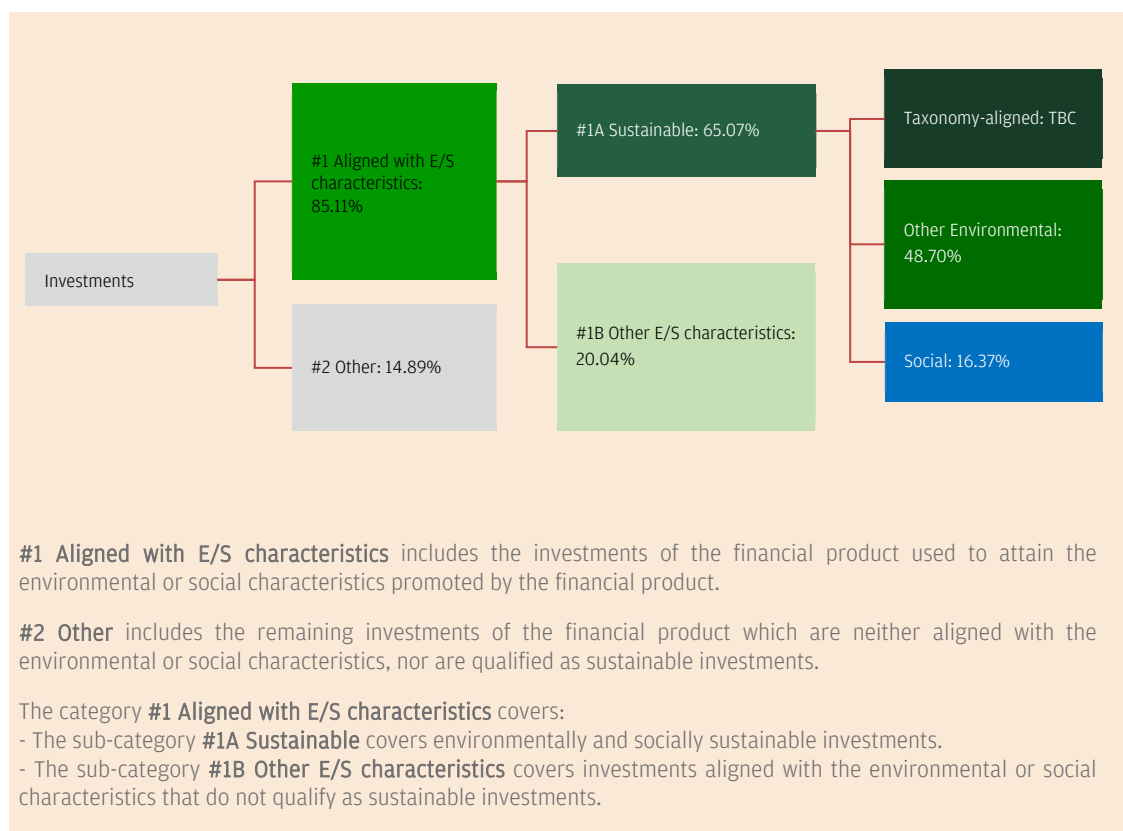 Investments
#1 Aligned with E/S
characteristics:
85.11%
#2 Other: 14.89%
#1A Sustainable: 65.07%
#1B Other E/S characteristics:
20.04%
Taxonomy-aligned: TBC
Other Environmental:
48.70%
Social: 16.37%
#1 Aligned with E/S characteristics includes the investments of the financial product used to attain the
environmental or social characteristics promoted by the financial product.
#2 Other includes the remaining investments of the financial product which are neither aligned with the
environmental or social characteristics, nor are qualified as sustainable investments.
The category #1 Aligned with E/S characteristics covers:
- The sub-category #1A Sustainable covers environmentally and socially sustainable investments.
- The sub-category #1B Other E/S characteristics covers investments aligned with the environmental or social
characteristics that do not qualify as sustainable investments.